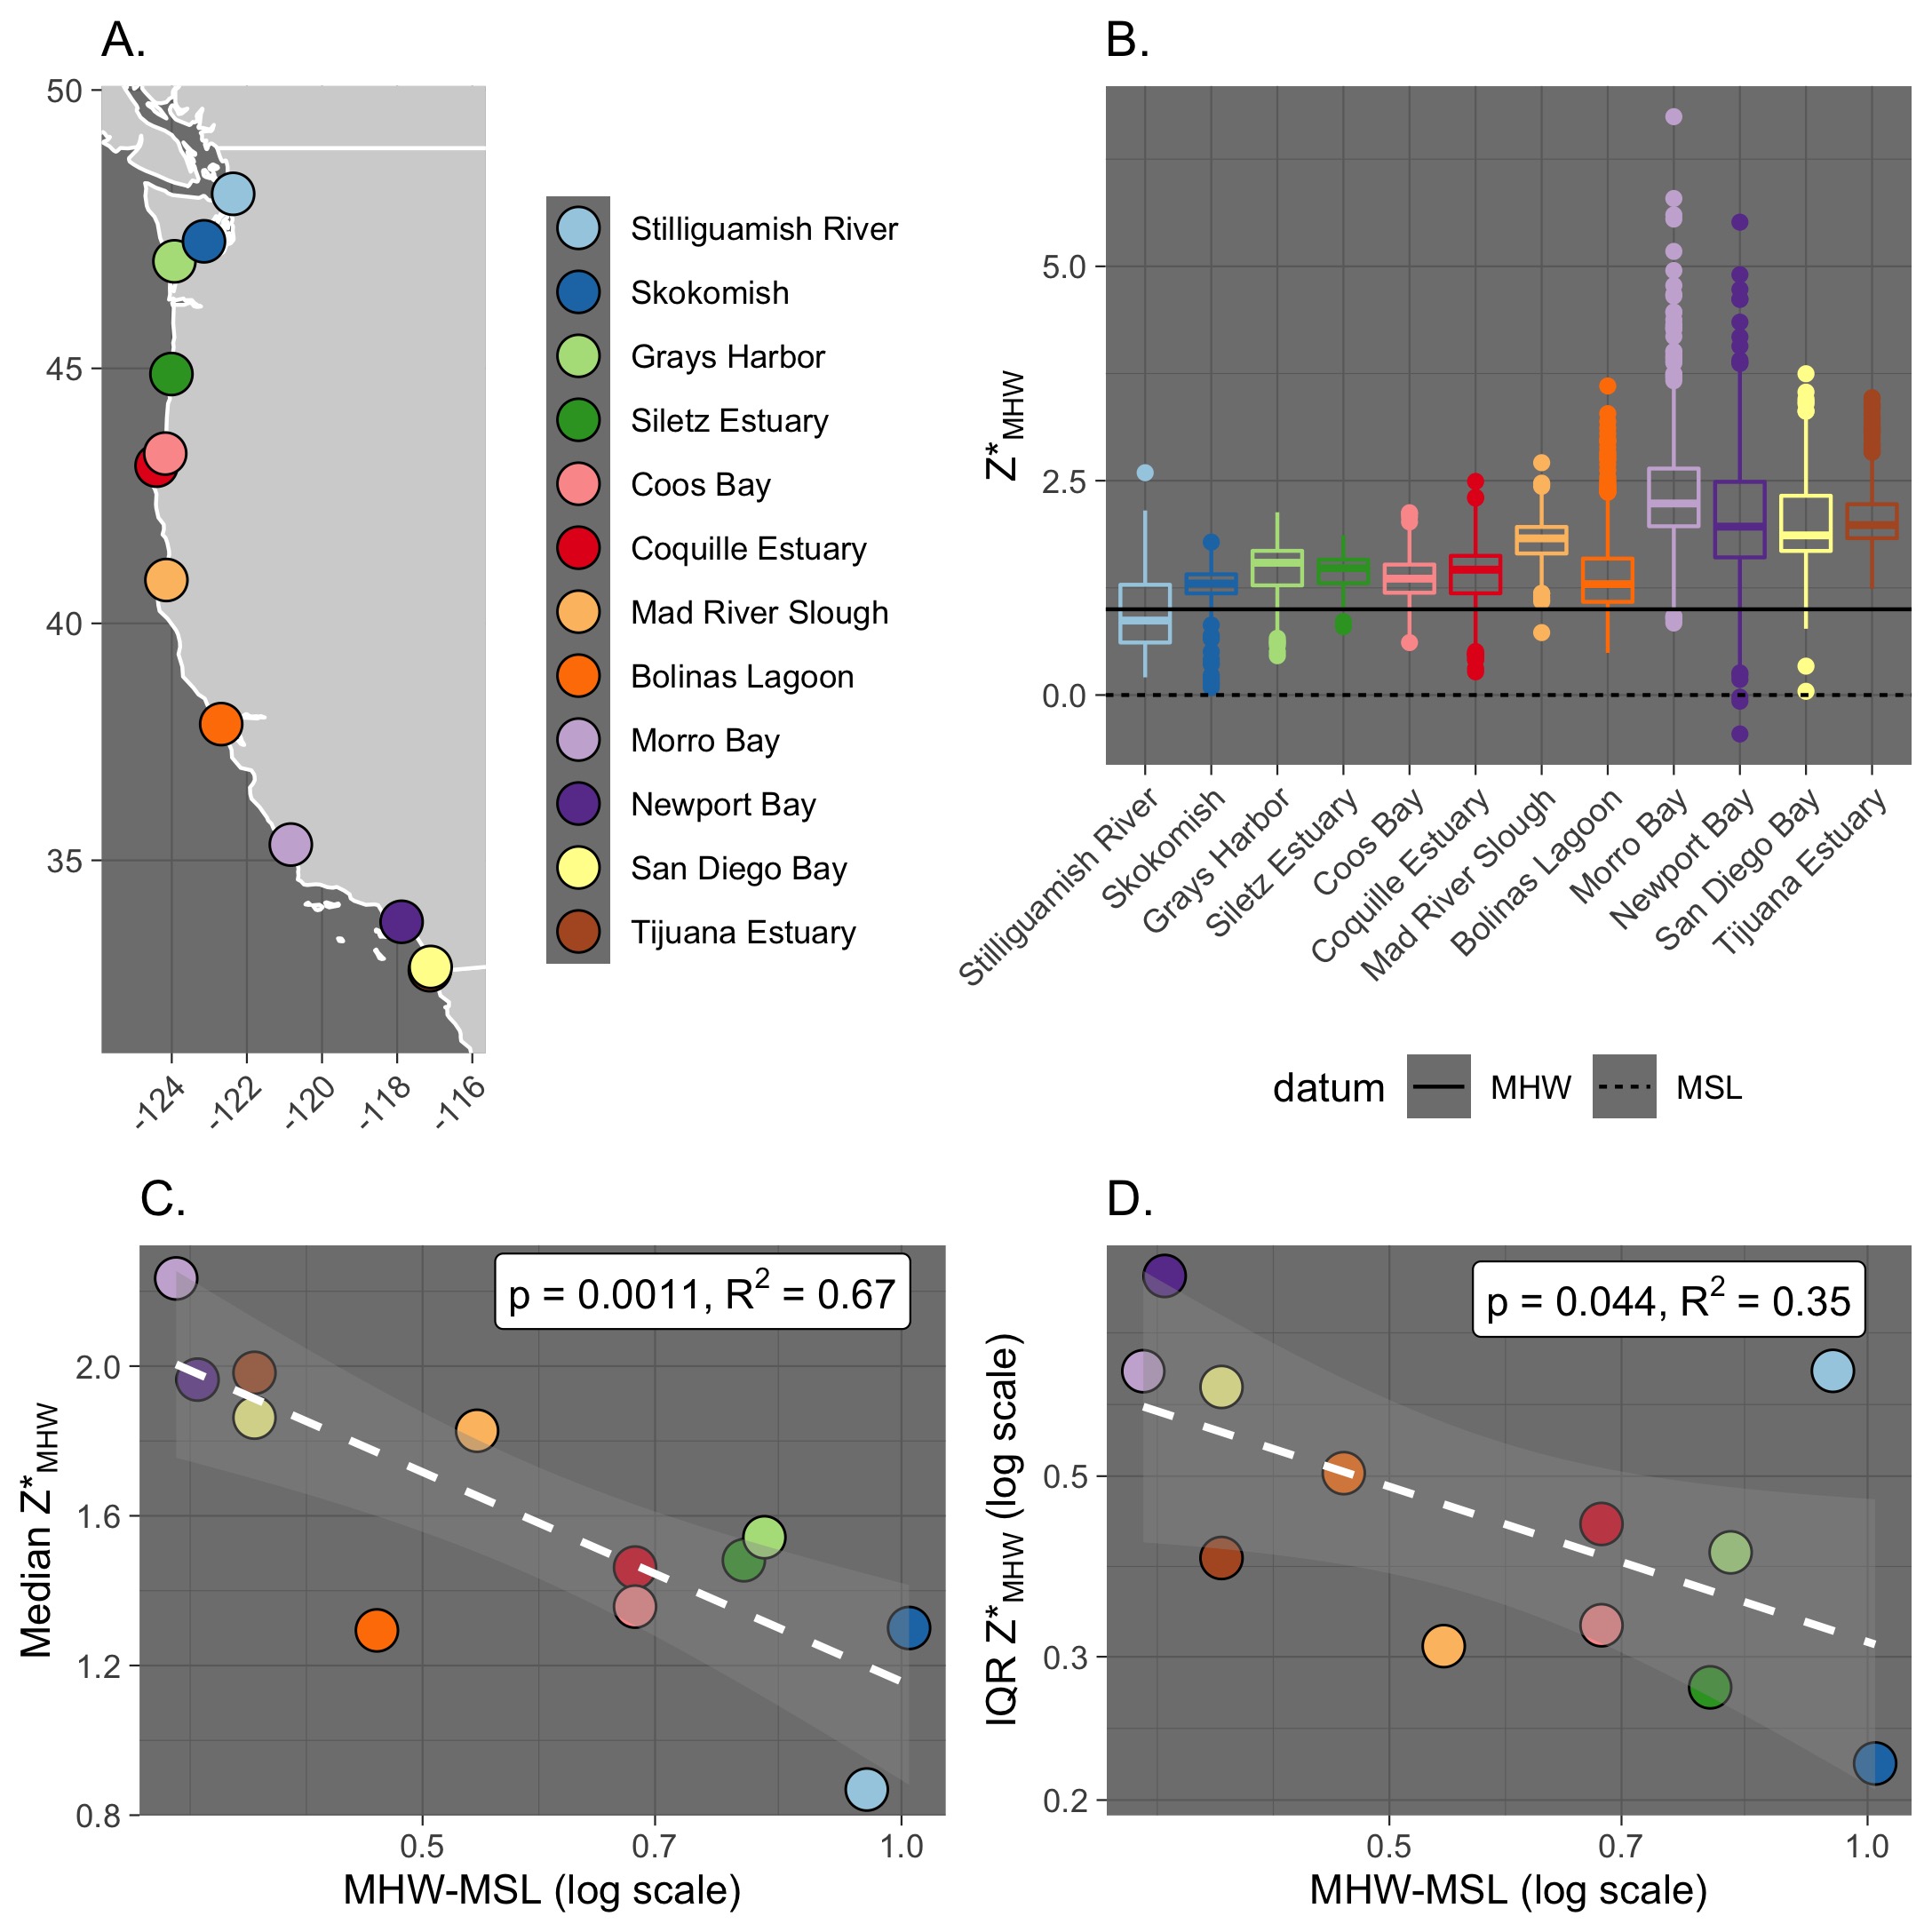 A.
50
45
40
35
-124
-122
-120
-118
-116
Stilliguamish River
Skokomish
Grays Harbor
Siletz Estuary
Coos Bay
Coquille Estuary
Mad River Slough
Bolinas Lagoon
Morro Bay
Newport Bay
San Diego Bay
Tijuana Estuary
B.
Z*MHW
5.0
2.5
0.0
Stilliguamish River
Skokomish
Grays Harbor
Siletz Estuary
Coos Bay
Coquille Estuary
Mad River Slough
Bolinas Lagoon
Morro Bay
Newport Bay
San Diego Bay
Tijuana Estuary
datum MHW MSL
C.
p = 0.0011, R2 = 0.67
Median Z*MHW
2.0
1.6
1.2
0.8
0.5
0.7
1.0
MHW-MSL (log scale)
D.
p = 0.044, R2 = 0.35
IQR Z*MHW (log scale)
0.5
0.3
0.2
0.5
0.7
1.0
MHW-MSL (log scale)